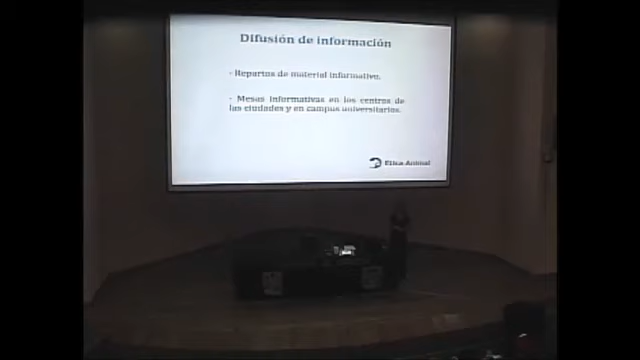 Difusión de información
- Repartos de material informativo.
- Mesas informativas en los centros de
las ciudades y en campus universitarios.
Ética Animal